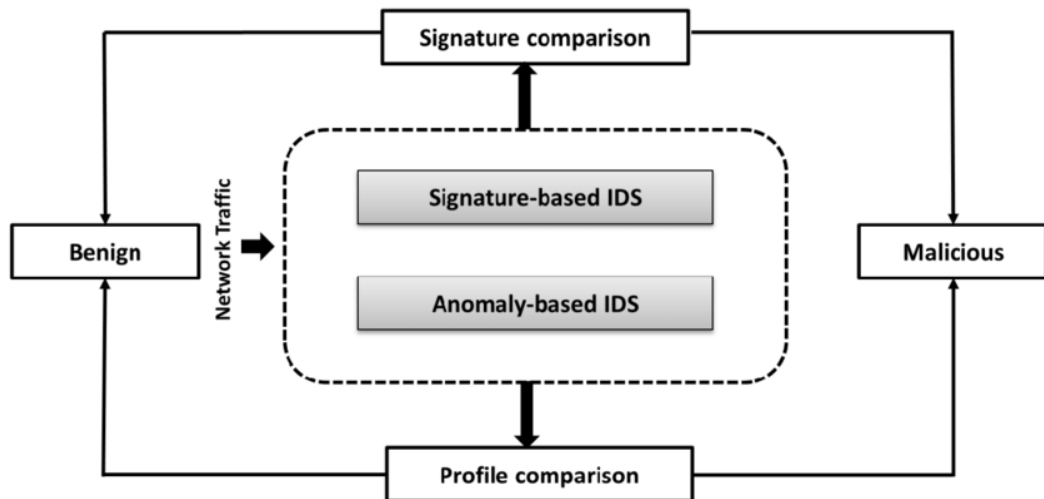 Signature comparison
Signature-based IDS
Network Traffic
Benign
Malicious
Anomaly-based IDS
Profile comparison